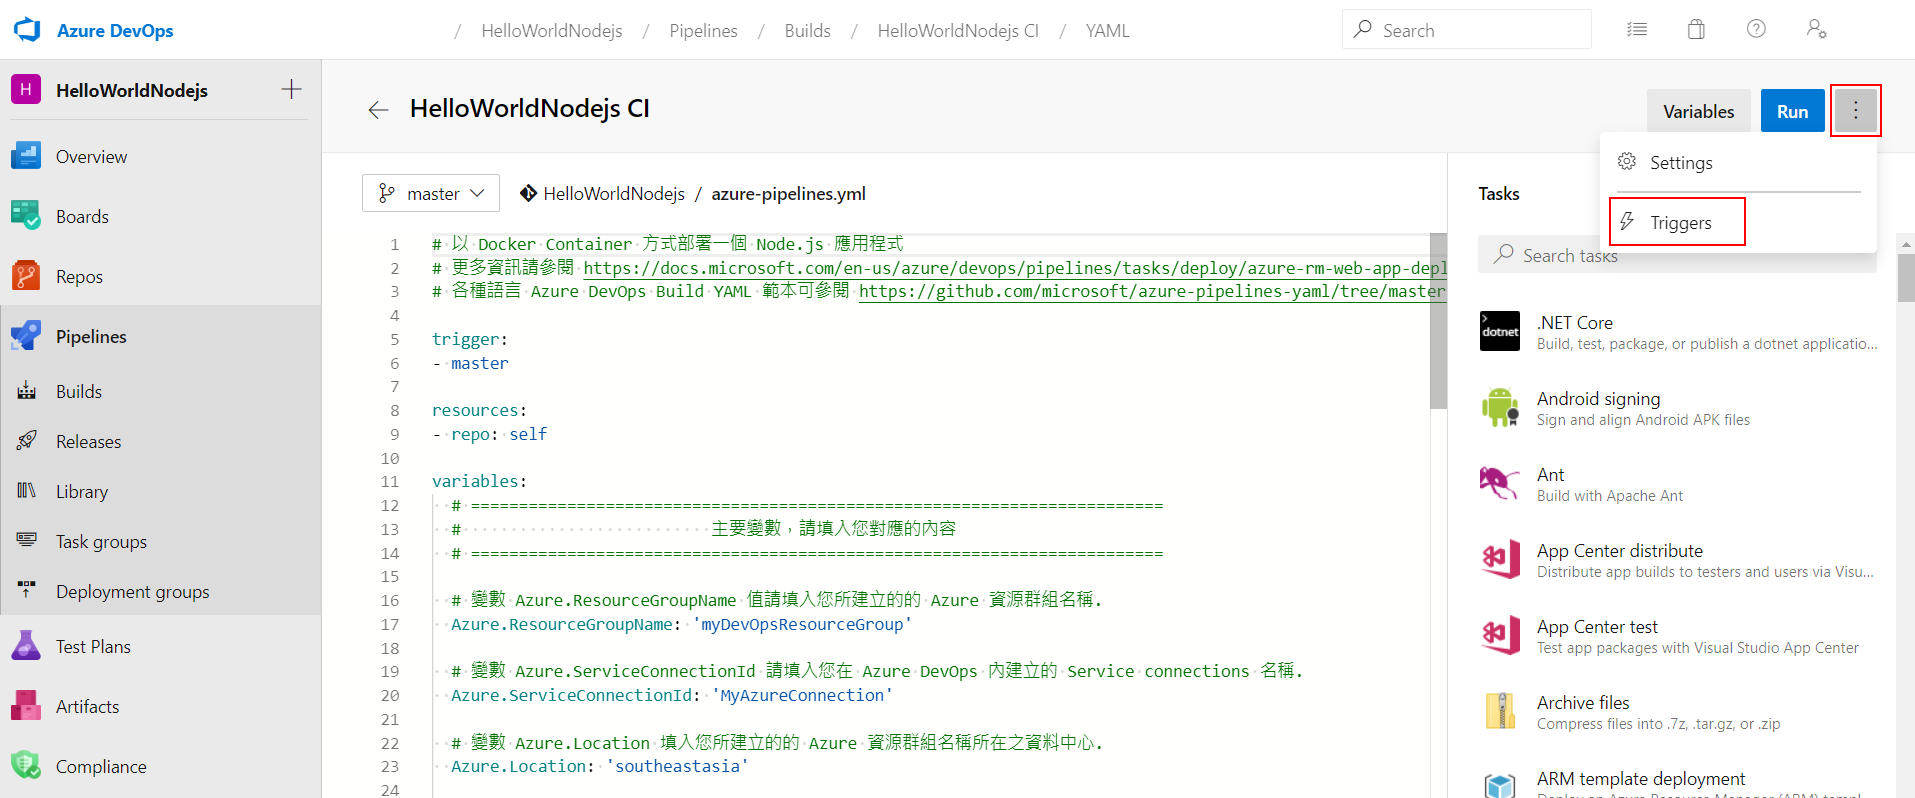 Azure DevOps
/ HelloWorldNodejs / Pipelines / Builds / HelloWorldNodejs CI / YAML
Search
H HelloWorldNodejs
Overview
Boards
Repos
Pipelines
Builds
Releases
Library
Task groups
Deployment groups
Test Plans
Artifacts
Compliance
HelloWorldNodejs CI
Variables
Run
Settings
Triggers
master
HelloWorldNodejs / azure-pipelines.yml
1 # 以 Docker Container 方式部署一個 Node.js 應用程式
2 # 更多資訊請參閱 https://docs.microsoft.com/en-us/azure/devops/pipelines/tasks/deploy/azure-rm-web-app-depl
3 # 各種語言 Azure DevOps Build YAML 範本可參閱 https://github.com/microsoft/azure-pipelines-yaml/tree/master
4
5 trigger:
6 - master
7
8 resources:
9 - repo: self
10
11 variables:
12 # ========================================================================
13 # 主要變數，請填入您對應的內容
14 # ========================================================================
15
16 # 變數 Azure.ResourceGroupName 值請填入您所建立的的 Azure 資源群組名稱.
17 Azure.ResourceGroupName: 'myDevOpsResourceGroup'
18
19 # 變數 Azure.ServiceConnectionId 請填入您在 Azure DevOps 內建立的 Service connections 名稱.
20 Azure.ServiceConnectionId: 'MyAzureConnection'
21
22 # 變數 Azure.Location 填入您所建立的的 Azure 資源群組名稱所在之資料中心.
23 Azure.Location: 'southeastasia'
24
Tasks
Search tasks
dotnet
.NET Core
Build, test, package, or publish a dotnet applicatio...
Android signing
Sign and align Android APK files
Ant
Build with Apache Ant
App Center distribute
Distribute app builds to testers and users via Visu...
App Center test
Test app packages with Visual Studio App Center
Archive files
Compress files into .7z, .tar.gz, or .zip
ARM template deployment
Deploy an Azure Resource Manager (ARM) templ